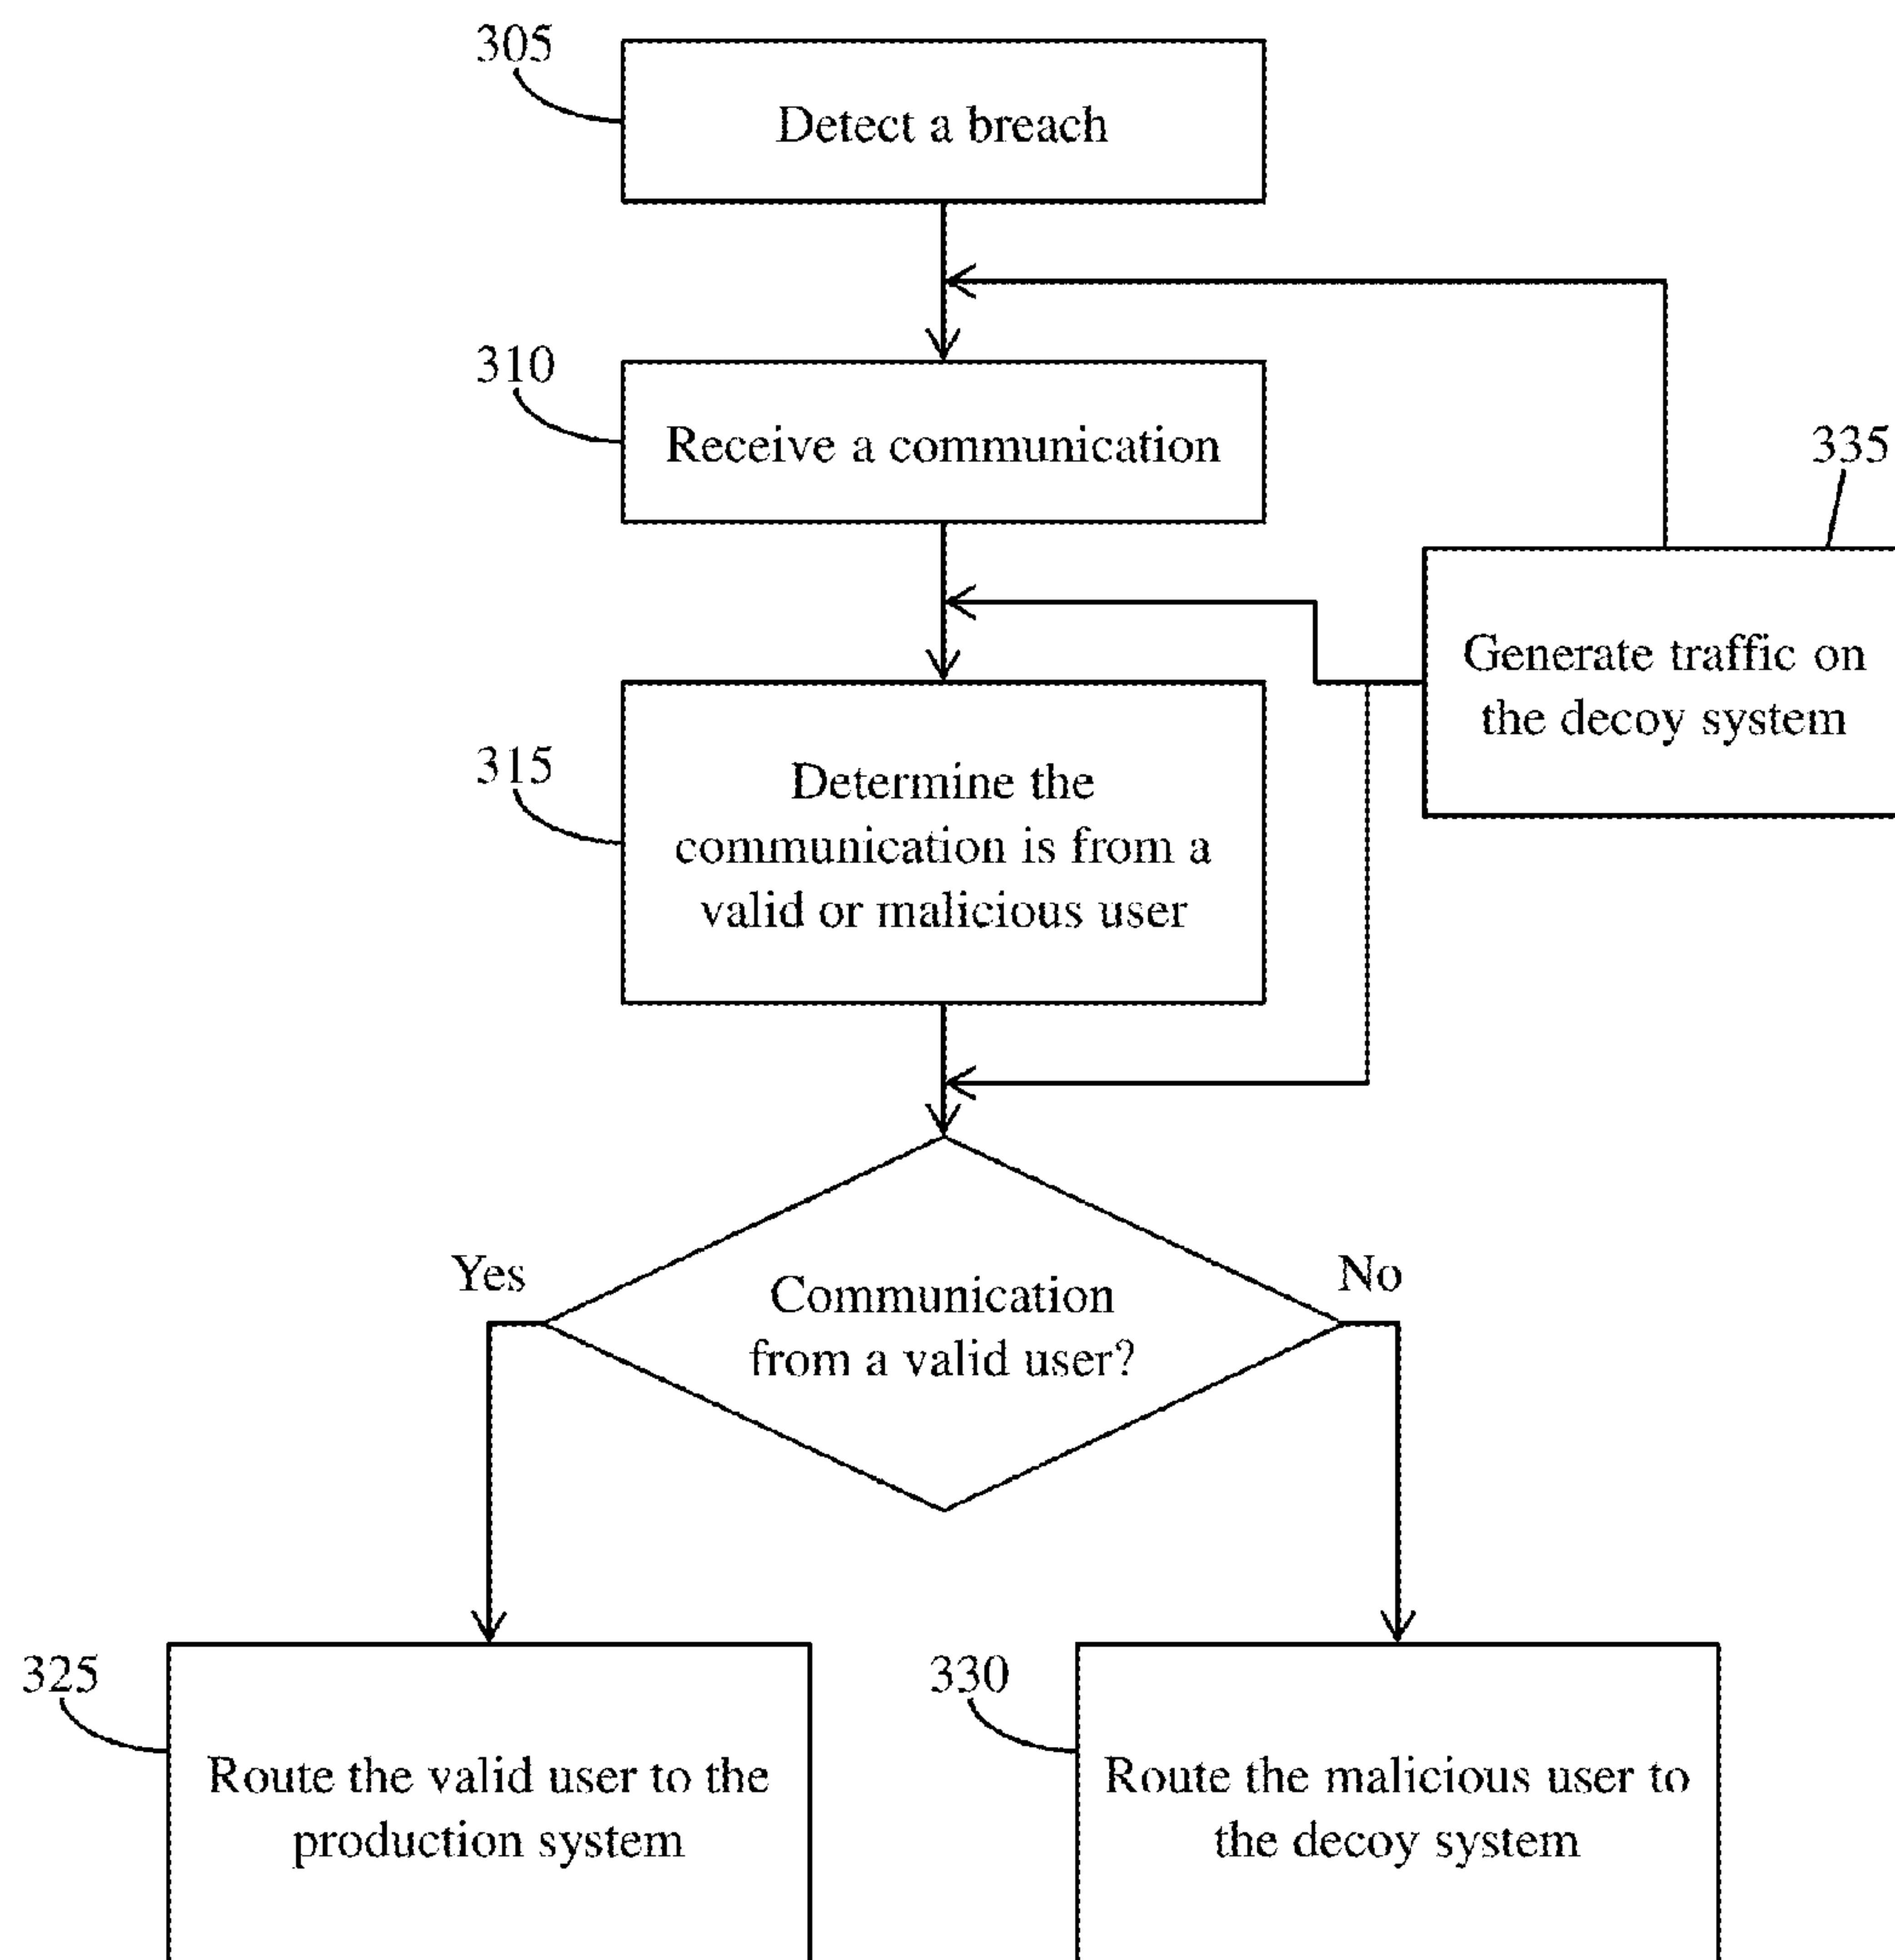 305
Detect a breach
310
Receive a communication
335
Generate traffic on
the decoy system
315
Determine the
communication is from a
valid or malicious user
Yes
Communication
from a valid user?
No
325
Route the valid user to the
production system
330
Route the malicious user to
the decoy system